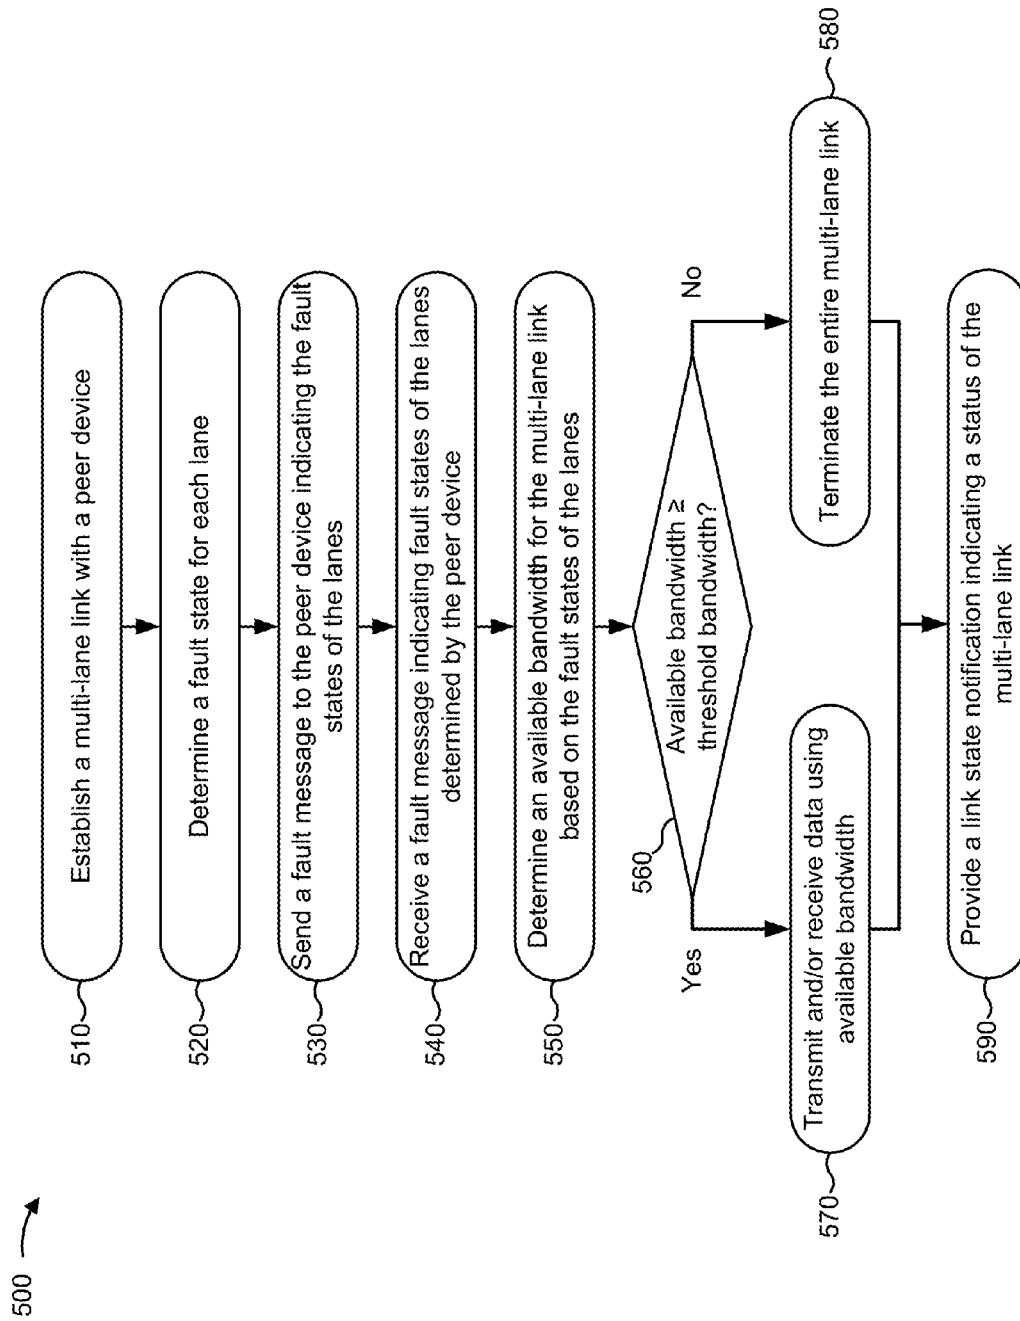 500
510
Establish a multi-lane link with a peer device
520
Determine a fault state for each lane
530
Send a fault message to the peer device indicating the fault
states of the lanes
540
Receive a fault message indicating fault states of the lanes
determined by the peer device
550
Determine an available bandwidth for the multi-lane link
based on the fault states of the lanes
560
Available bandwidth ≥
threshold bandwidth?
Yes
No
570
Transmit and/or receive data using
available bandwidth
Terminate the entire multi-lane link
580
590
Provide a link state notification indicating a status of the
multi-lane link